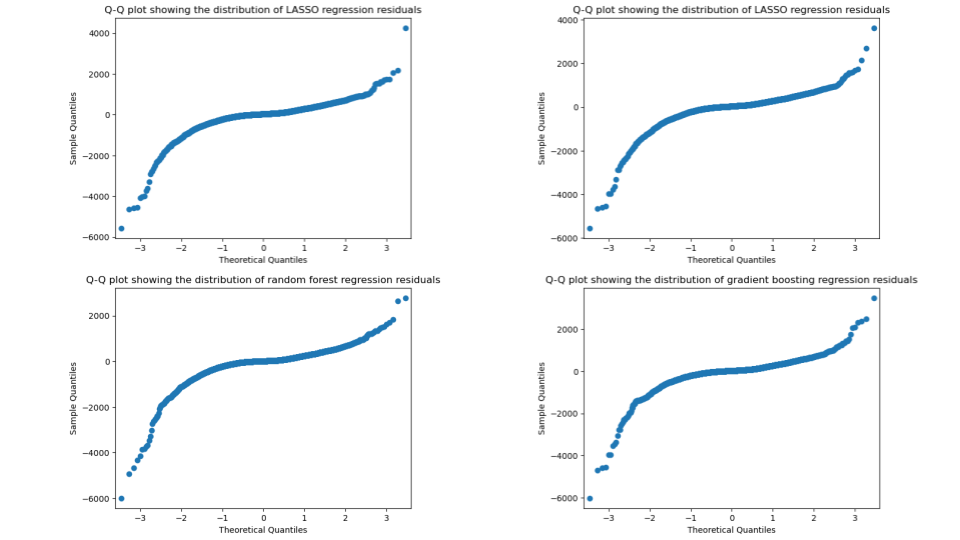 Q-Q plot showing the distribution of LASSO regression residuals
4000
2000
0
−2000
−4000
−6000
Sample Quantiles
−3 −2 −1 0 1 2 3
Theoretical Quantiles
Q-Q plot showing the distribution of LASSO regression residuals
4000
2000
0
−2000
−4000
−6000
Sample Quantiles
−3 −2 −1 0 1 2 3
Theoretical Quantiles
Q-Q plot showing the distribution of random forest regression residuals
2000
0
−2000
−4000
−6000
Sample Quantiles
−3 −2 −1 0 1 2 3
Theoretical Quantiles
Q-Q plot showing the distribution of gradient boosting regression residuals
2000
0
−2000
−4000
−6000
Sample Quantiles
−3 −2 −1 0 1 2 3
Theoretical Quantiles